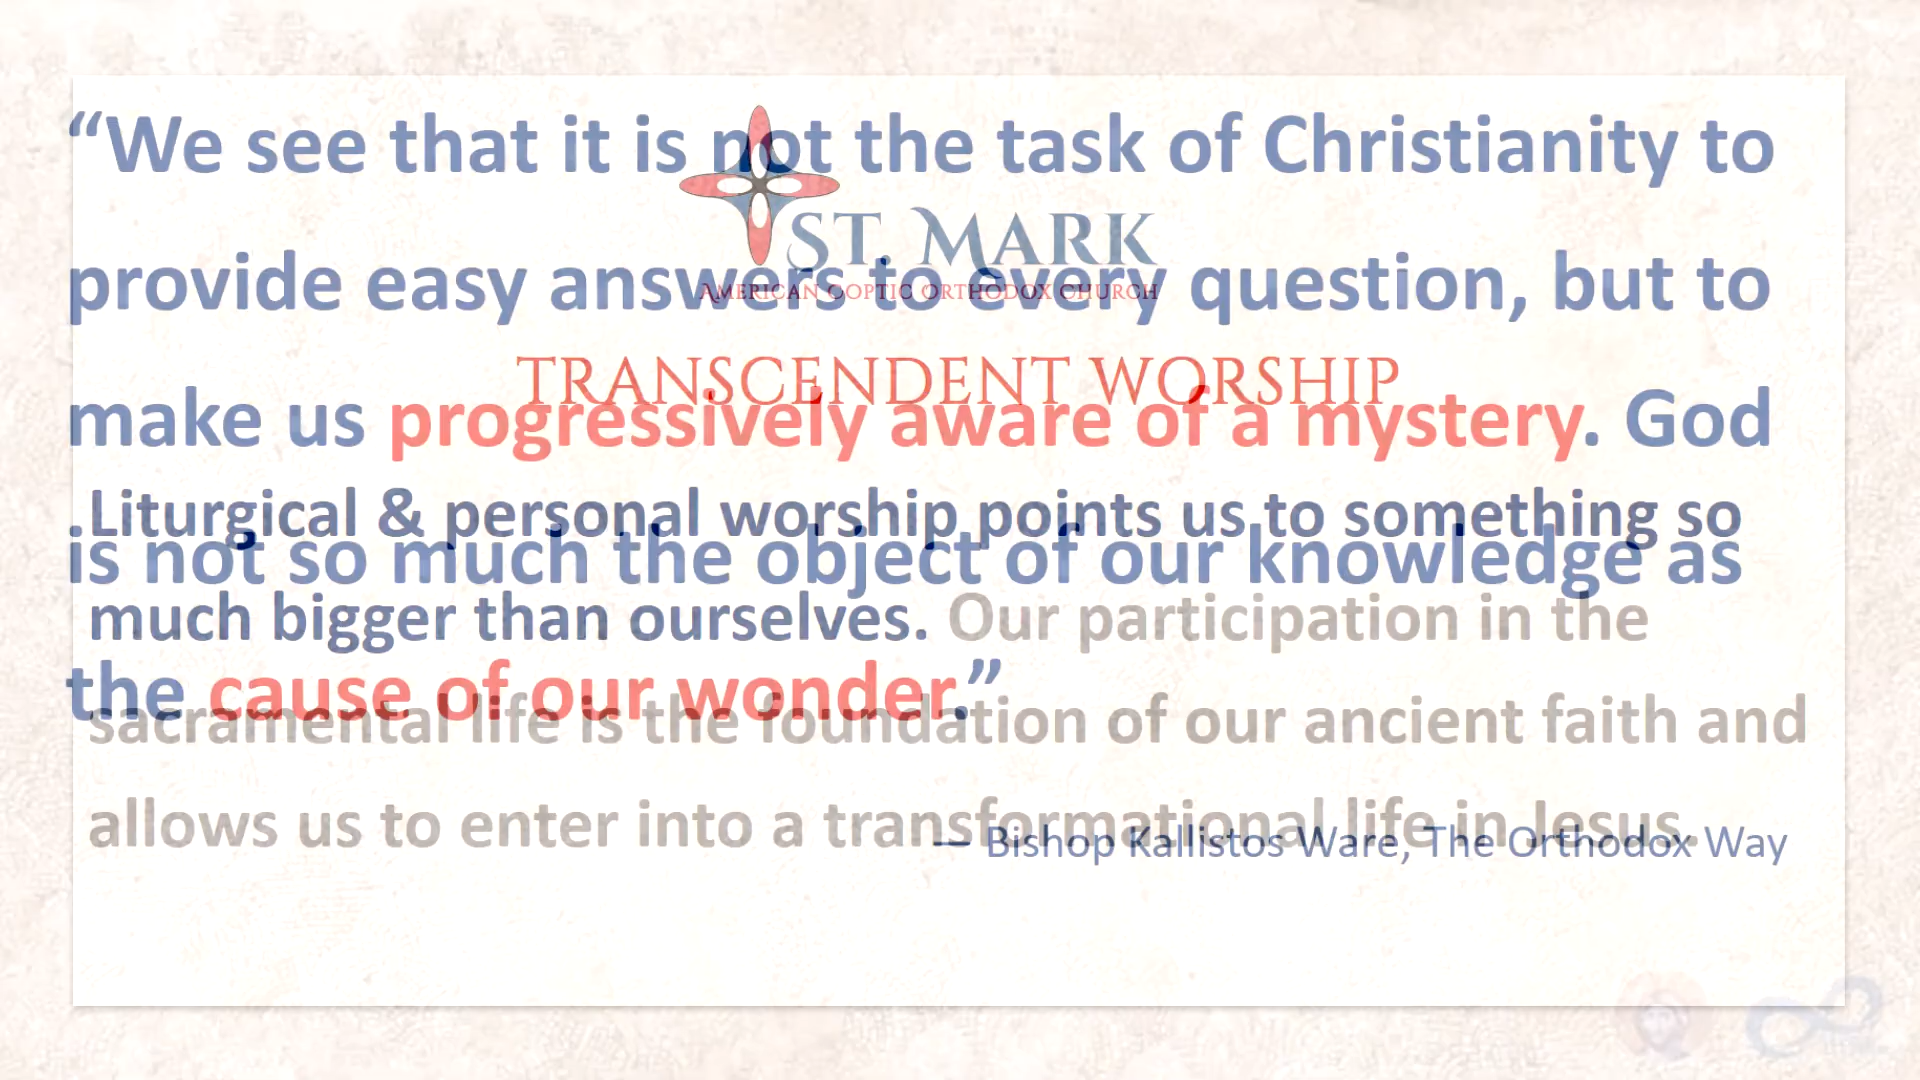 “We see that it is not the task of Christianity to
provide easy answers to every question, but to
make us progressively aware of a mystery. God
is not so much the object of our knowledge as
the cause of our wonder.”
— Bishop Kallistos Ware, The Orthodox Way
ST. MARK
AMERICAN COPTIC ORTHODOX CHURCH
TRANSCENDENT WORSHIP
Liturgical & personal worship points us to something so
much bigger than ourselves. Our participation in the
sacramental life is the foundation of our ancient faith and
allows us to enter into a transformational life in Jesus.